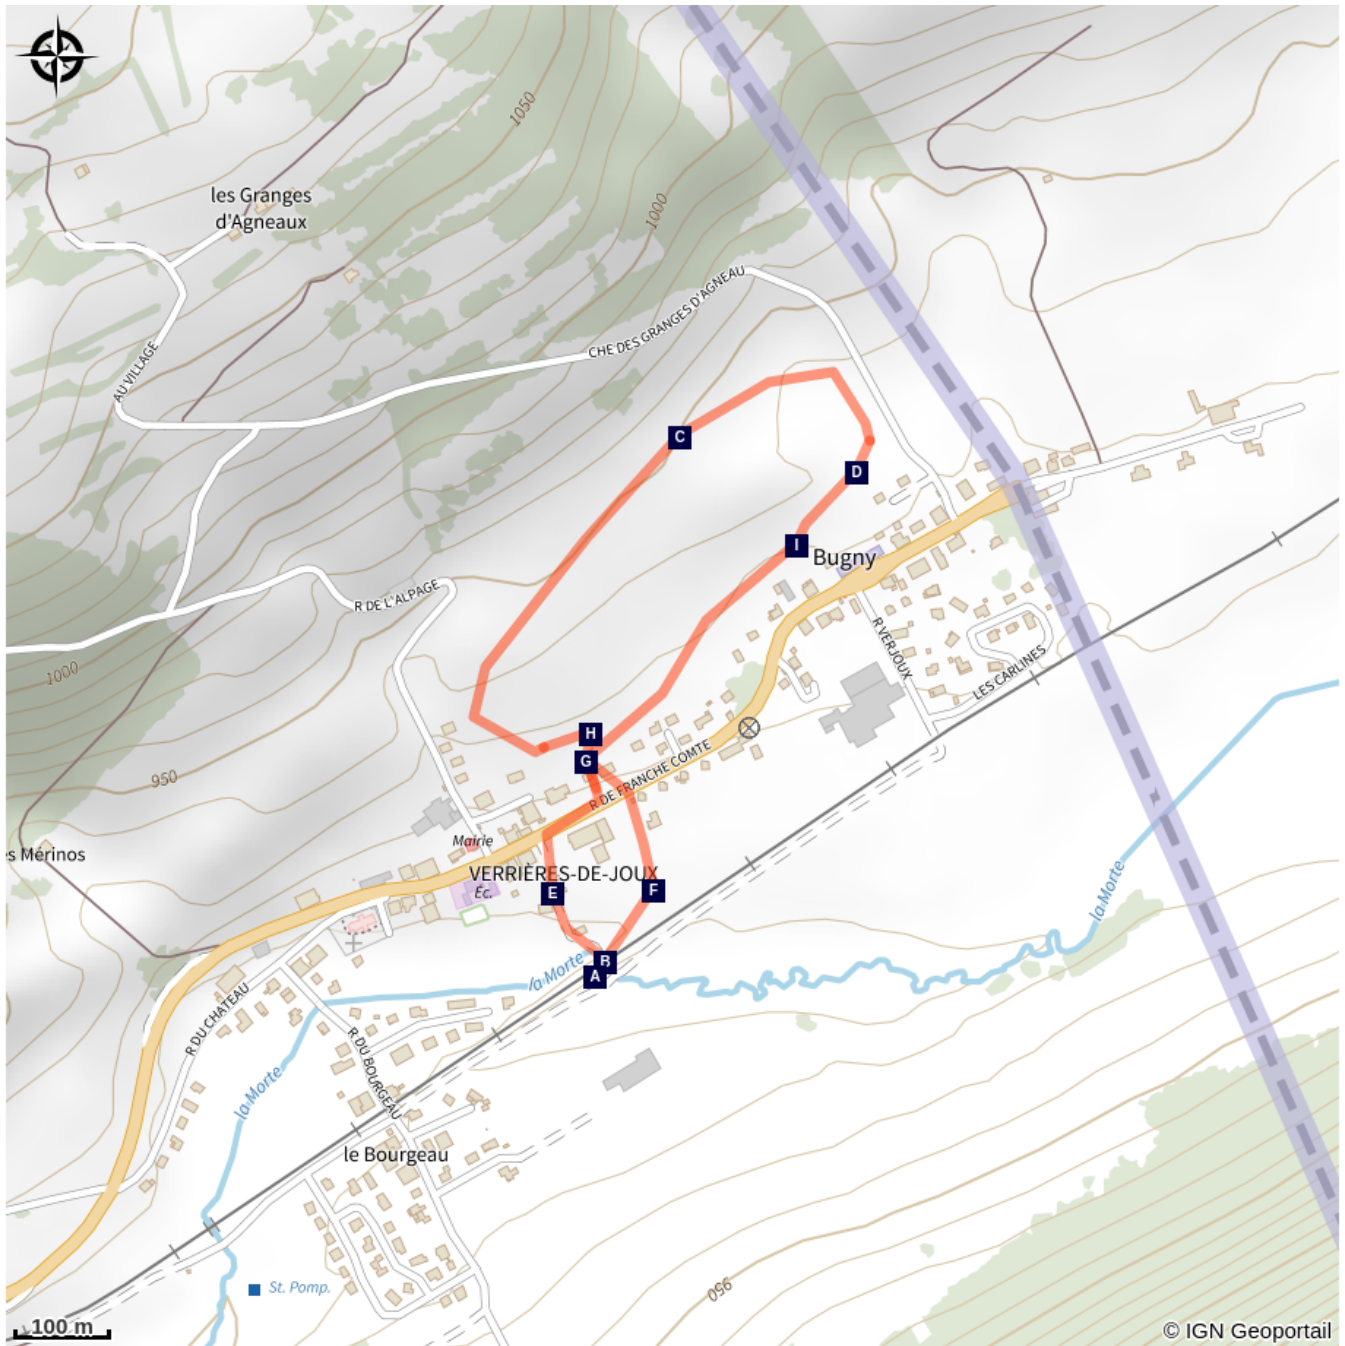 1050
les Granges
d'Agneaux
1000
CHE DES GRANGES D'AGNEAU
AU VILLAGE
C
D
I
Bugny
R DE L'ALPAGE
R VERJOUX
LES CARLINES
1000
H
G
950
R DE FRANCHE COMTE
Mairie
es Mérinos
VERRIÈRES-DE-JOUX
Éc.
E
F
la Morte
B
A
la Morte
R DU CHATEAU
R DU BOURGEAU
la Morte
le Bourgeau
St. Pomp.
950
100 m
© IGN Geoportail